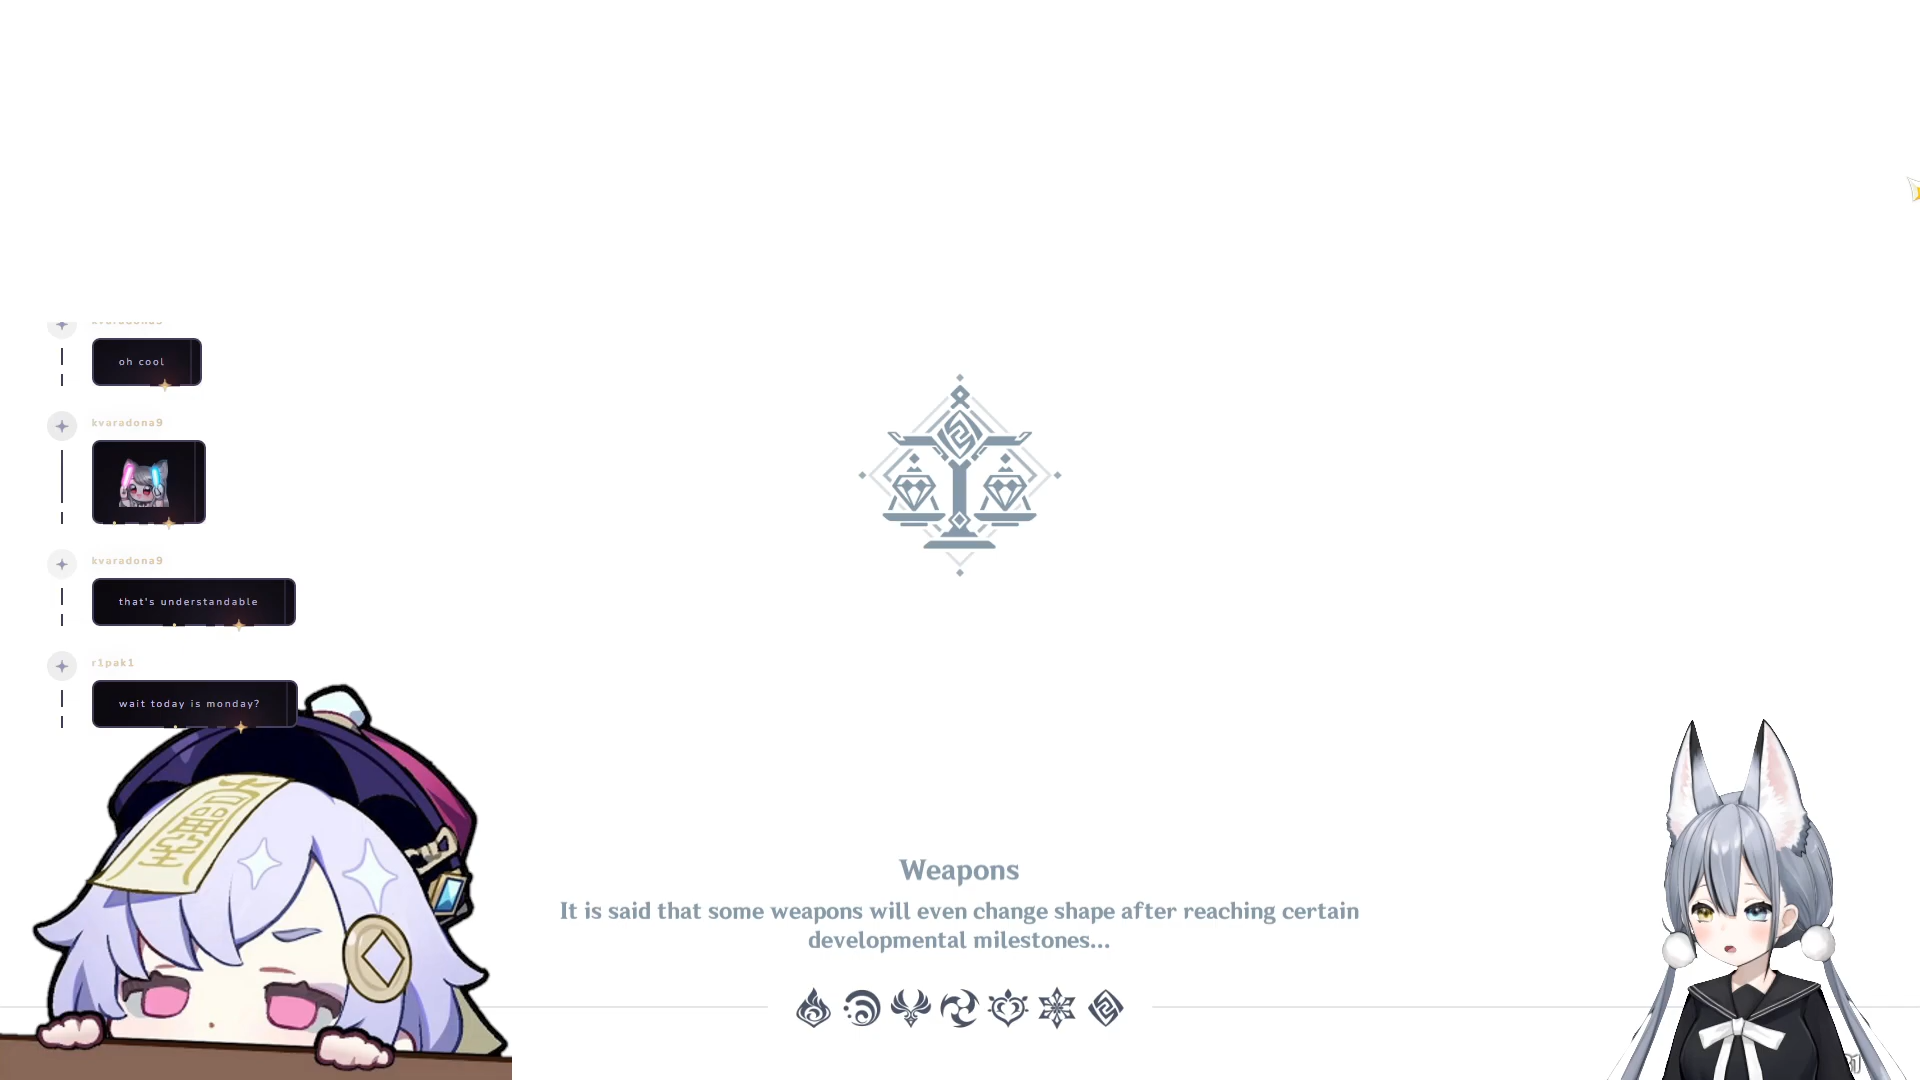 oh cool
kvaradona9
kvaradona9
that's understandable
r1pak1
wait today is monday?
Weapons
It is said that some weapons will even change shape after reaching certain
developmental milestones...